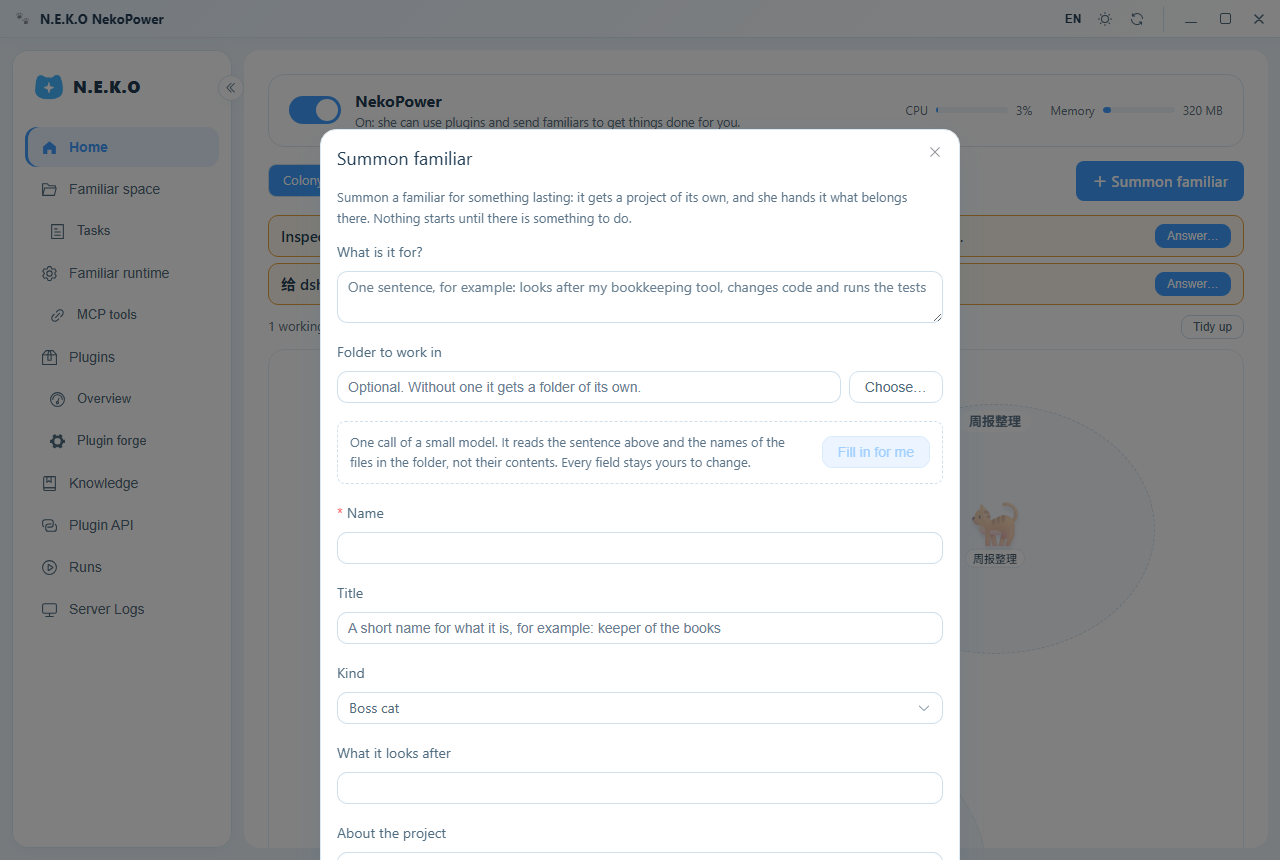 N.E.K.O NekoPower
EN
N.E.K.O
Home
Familiar space
Tasks
Familiar runtime
MCP tools
Plugins
Overview
Plugin forge
Knowledge
Plugin API
Runs
Server Logs
NekoPower
On: she can use plugins and send familiars to get things done for you.
CPU 3% Memory 320 MB
Colony
+ Summon familiar
Answer...
给
Answer...
1 working
Tidy up
周报整理
周报整理
Summon familiar
Summon a familiar for something lasting: it gets a project of its own, and she hands it what belongs
there. Nothing starts until there is something to do.
What is it for?
One sentence, for example: looks after my bookkeeping tool, changes code and runs the tests
Folder to work in
Optional. Without one it gets a folder of its own.
Choose...
One call of a small model. It reads the sentence above and the names of the
files in the folder, not their contents. Every field stays yours to change.
Fill in for me
* Name
Title
A short name for what it is, for example: keeper of the books
Kind
Boss cat
What it looks after
About the project